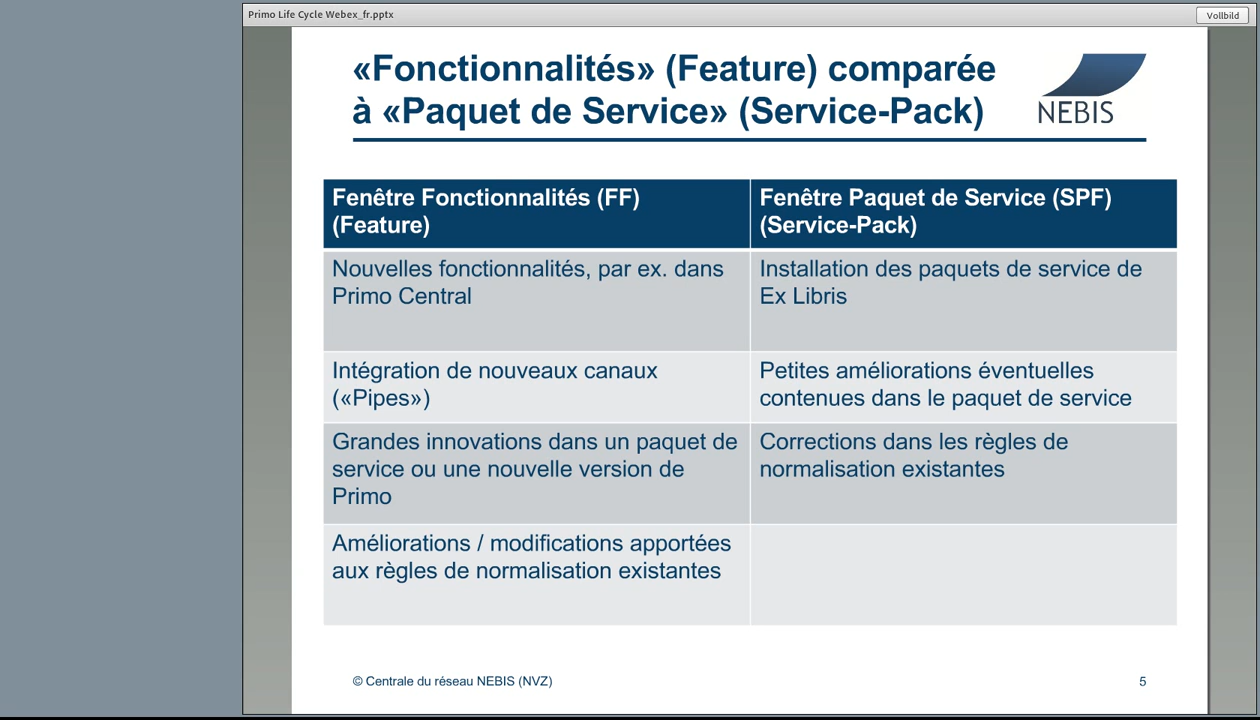 Primo Life Cycle Webex_fr.pptx
Vollbild
«Fonctionnalités» (Feature) comparée
à «Paquet de Service» (Service-Pack)
NEBIS
Fenêtre Fonctionnalités (FF)
(Feature)
Fenêtre Paquet de Service (SPF)
(Service-Pack)
Nouvelles fonctionnalités, par ex. dans
Primo Central
Installation des paquets de service de
Ex Libris
Intégration de nouveaux canaux
(«Pipes»)
Petites améliorations éventuelles
contenues dans le paquet de service
Grandes innovations dans un paquet de
service ou une nouvelle version de
Primo
Corrections dans les règles de
normalisation existantes
Améliorations / modifications apportées
aux règles de normalisation existantes
© Centrale du réseau NEBIS (NVZ)
5